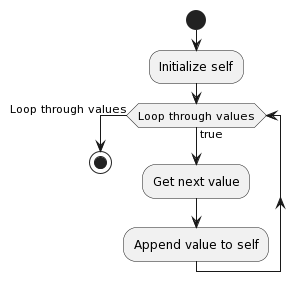 Initialize self
Loop through values
Loop through values
true
Get next value
Append value to self